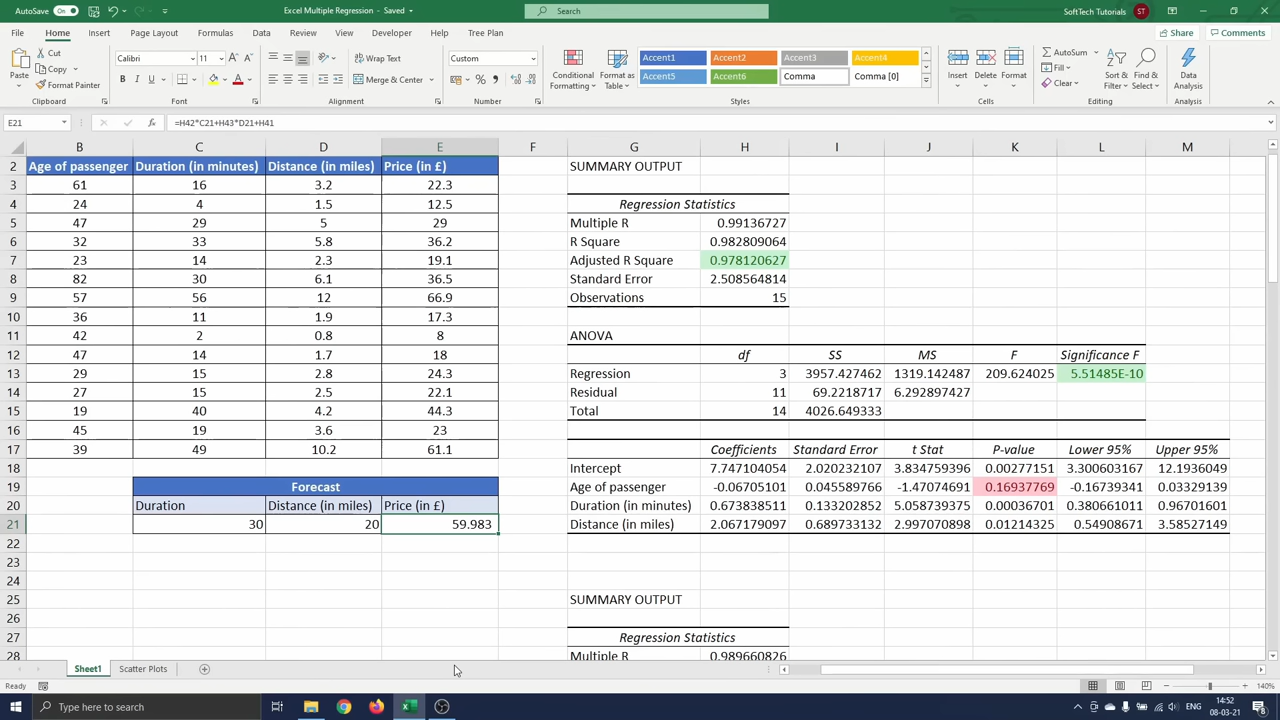 AutoSave On Excel Multiple Regression - Saved Search SoftTech Tutorials ST
File Home Insert Page Layout Formulas Data Review View Developer Help Tree Plan Share Comments
Paste Cut Copy Format Painter
Calibri 11
B I U
Wrap Text
Merge & Center
Custom
Conditional Formatting Format as Table
Accent1 Accent2 Accent3 Accent4
Accent5 Accent6 Comma Comma [0]
Insert Delete Format
AutoSum
Fill
Clear
Sort & Filter Find & Select
Data Analysis
Clipboard Font Alignment Number Styles Cells Editing Analysis
E21 =H42*C21+H43*D21+H41
B C D E F G H I J K L M
2 Age of passenger Duration (in minutes) Distance (in miles) Price (in £) SUMMARY OUTPUT
3 61 16 3.2 22.3
4 24 4 1.5 12.5 Regression Statistics
5 47 29 5 29 Multiple R 0.99136727
6 32 33 5.8 36.2 R Square 0.982809064
7 23 14 2.3 19.1 Adjusted R Square 0.978120627
8 82 30 6.1 36.5 Standard Error 2.508564814
9 57 56 12 66.9 Observations 15
10 36 11 1.9 17.3
11 42 2 0.8 8 ANOVA
12 47 14 1.7 18 df SS MS F Significance F
13 29 15 2.8 24.3 Regression 3 3957.427462 1319.142487 209.624025 5.51485E-10
14 27 15 2.5 22.1 Residual 11 69.2218717 6.292897427
15 19 40 4.2 44.3 Total 14 4026.649333
16 45 19 3.6 23
17 39 49 10.2 61.1 Coefficients Standard Error t Stat P-value Lower 95% Upper 95%
18 Intercept 7.747104054 2.020232107 3.834759396 0.00277151 3.300603167 12.1936049
19 Forecast Age of passenger -0.06705101 0.045589766 -1.47074691 0.16937769 -0.16739341 0.03329139
20 Duration Distance (in miles) Price (in £) Duration (in minutes) 0.673838511 0.133202852 5.058739375 0.00036701 0.380661011 0.96701601
21 30 20 59.983 Distance (in miles) 2.067179097 0.689733132 2.997070898 0.01214325 0.54908671 3.58527149
22
23
24
25 SUMMARY OUTPUT
26
27 Regression Statistics
28 Multiple R 0.989660826
Sheet1 Scatter Plots
Ready 140%
Type here to search 14:52
08-03-21